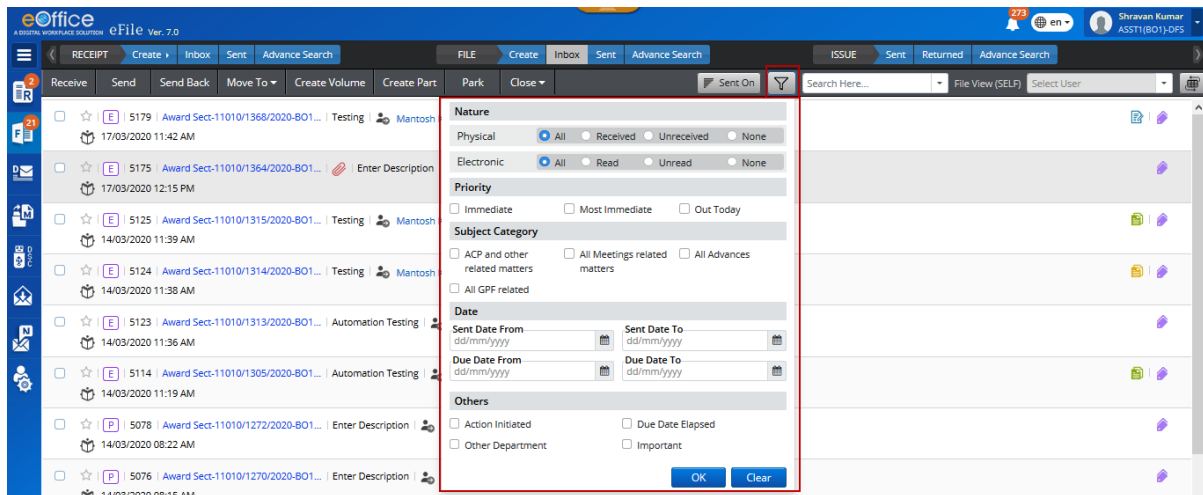 273
eOffice
A DIGITAL WORKPLACE SOLUTION
eFile Ver. 7.0
en
Shravan Kumar
ASST1(BO1)-DFS
RECEIPT Create Inbox Sent Advance Search
FILE Create Inbox Sent Advance Search
ISSUE Sent Returned Advance Search
Receive Send Send Back Move To Create Volume Create Part Park Close Sent On Search Here... File View (SELF) Select User
2
R
21
F
D
M
DSC
N
E 5179 Award Sect-11010/1368/2020-BO1... Testing Mantosh
17/03/2020 11:42 AM
E 5175 Award Sect-11010/1364/2020-BO1... Enter Description
17/03/2020 12:15 PM
E 5125 Award Sect-11010/1315/2020-BO1... Testing Mantosh
14/03/2020 11:39 AM
E 5124 Award Sect-11010/1314/2020-BO1... Testing Mantosh
14/03/2020 11:38 AM
E 5123 Award Sect-11010/1313/2020-BO1... Automation Testing
14/03/2020 11:36 AM
E 5114 Award Sect-11010/1305/2020-BO1... Automation Testing
14/03/2020 11:19 AM
P 5078 Award Sect-11010/1272/2020-BO1... Enter Description
14/03/2020 08:22 AM
P 5076 Award Sect-11010/1270/2020-BO1... Enter Description
14/03/2020 08:15 AM
Nature
Physical All Received Unreceived None
Electronic All Read Unread None
Priority
Immediate Most Immediate Out Today
Subject Category
ACP and other All Meetings related All Advances
related matters matters
All GPF related
Date
Sent Date From Sent Date To
dd/mm/yyyy dd/mm/yyyy
Due Date From Due Date To
dd/mm/yyyy dd/mm/yyyy
Others
Action Initiated Due Date Elapsed
Other Department Important
OK Clear